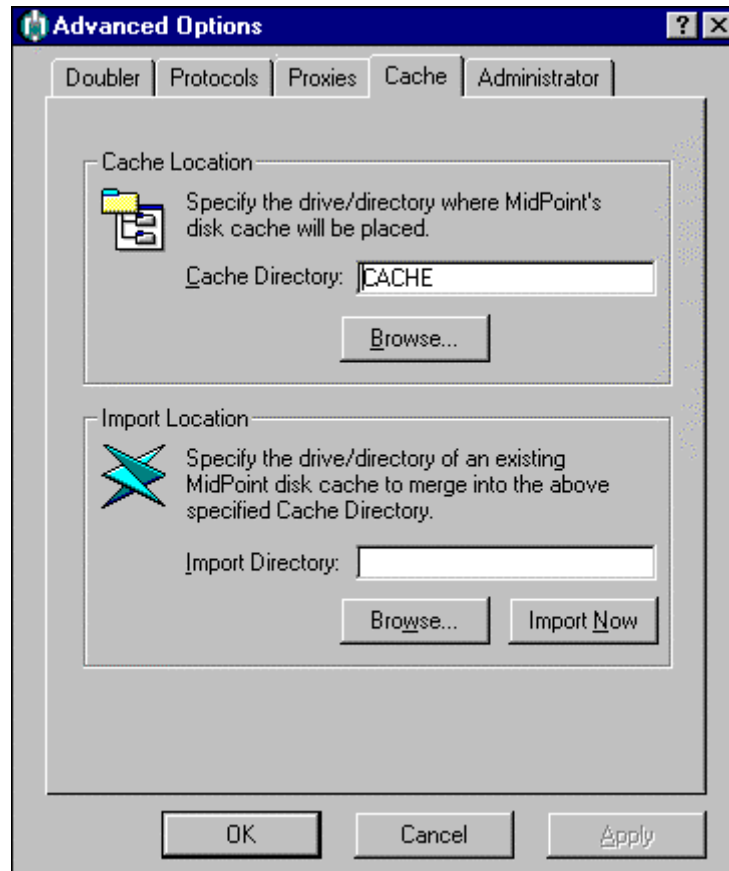 Advanced Options
Doubler Protocols Proxies Cache Administrator
Cache Location
Specify the drive/directory where MidPoint's
disk cache will be placed.
Cache Directory: CACHE
Browse...
Import Location
Specify the drive/directory of an existing
MidPoint disk cache to merge into the above
specified Cache Directory.
Import Directory:
Browse... Import Now
OK Cancel Apply